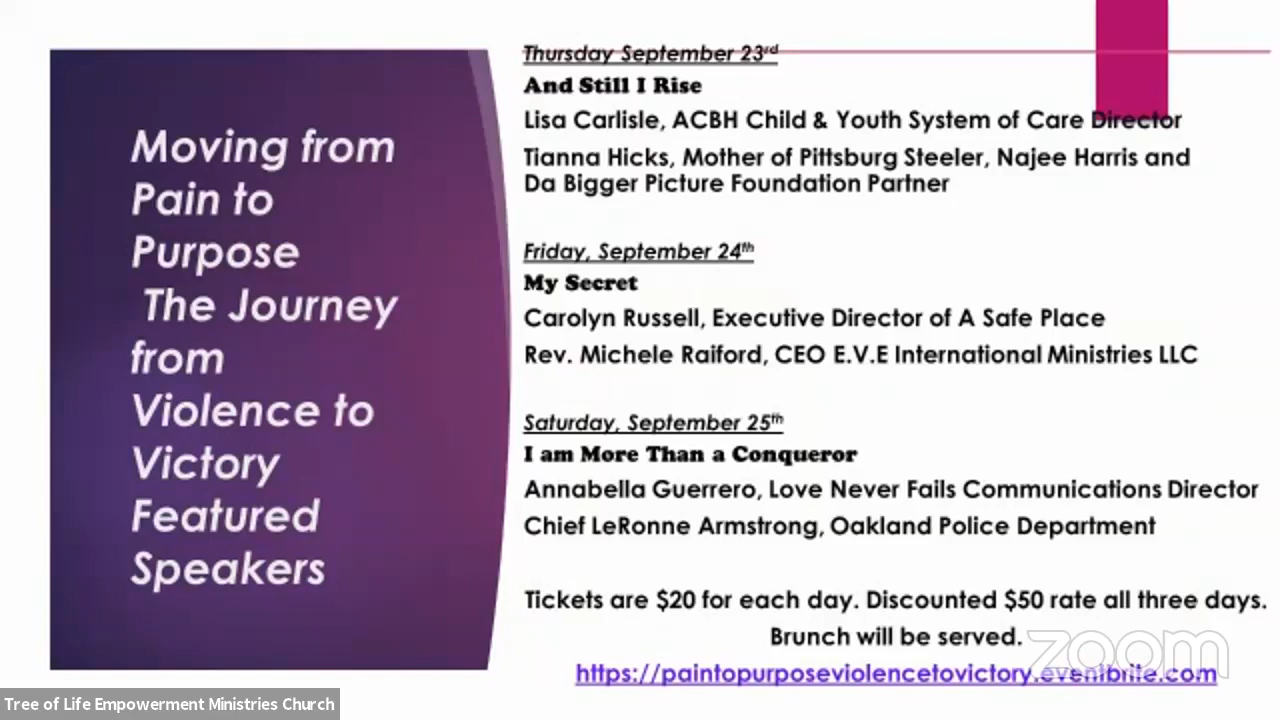 Moving from
Pain to
Purpose
The Journey
from
Violence to
Victory
Featured
Speakers
Thursday September 23rd
And Still I Rise
Lisa Carlisle, ACBH Child & Youth System of Care Director
Tianna Hicks, Mother of Pittsburg Steeler, Najee Harris and
Da Bigger Picture Foundation Partner
Friday, September 24th
My Secret
Carolyn Russell, Executive Director of A Safe Place
Rev. Michele Raiford, CEO E.V.E International Ministries LLC
Saturday, September 25th
I am More Than a Conqueror
Annabella Guerrero, Love Never Fails Communications Director
Chief LeRonne Armstrong, Oakland Police Department
Tickets are $20 for each day. Discounted $50 rate all three days.
Brunch will be served.
https://paintopurposeviolencetovictory.eventbrite.com
zoom
Tree of Life Empowerment Ministries Church